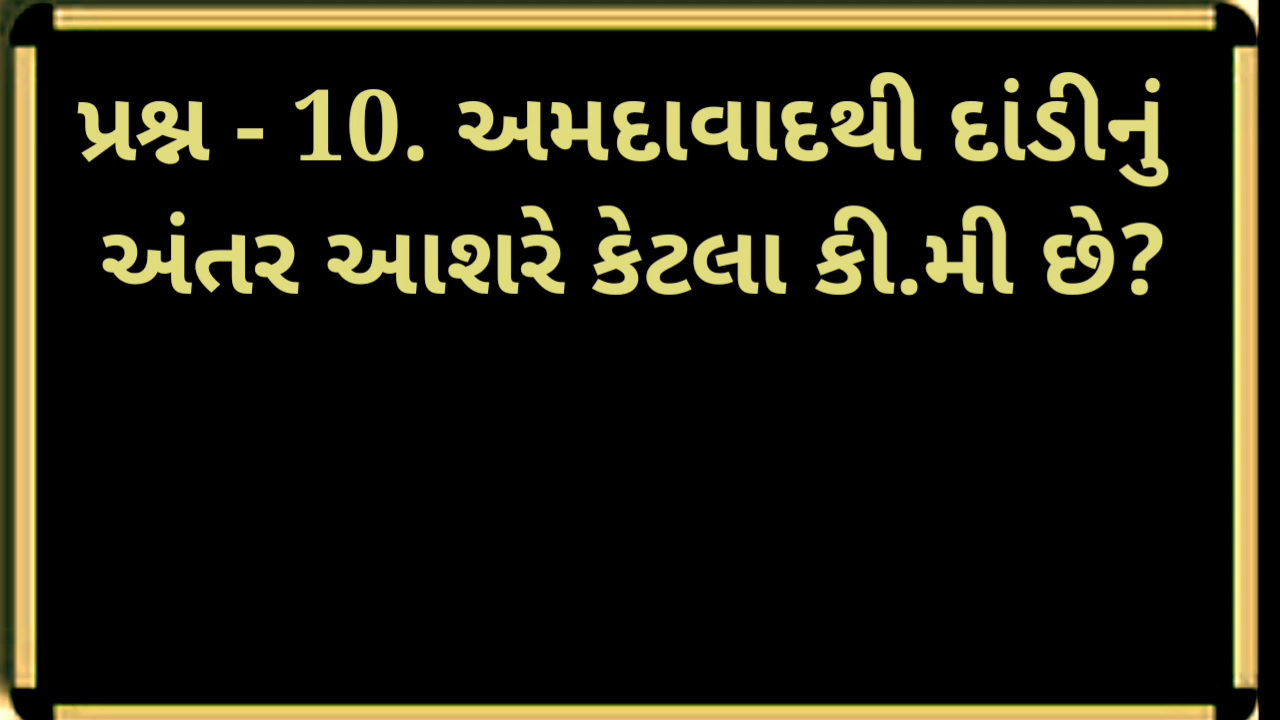 પ્રશ્ન - 10. અમદાવાદથી દાંડીનું
અંતર આશરે કેટલા કી.મી છે?